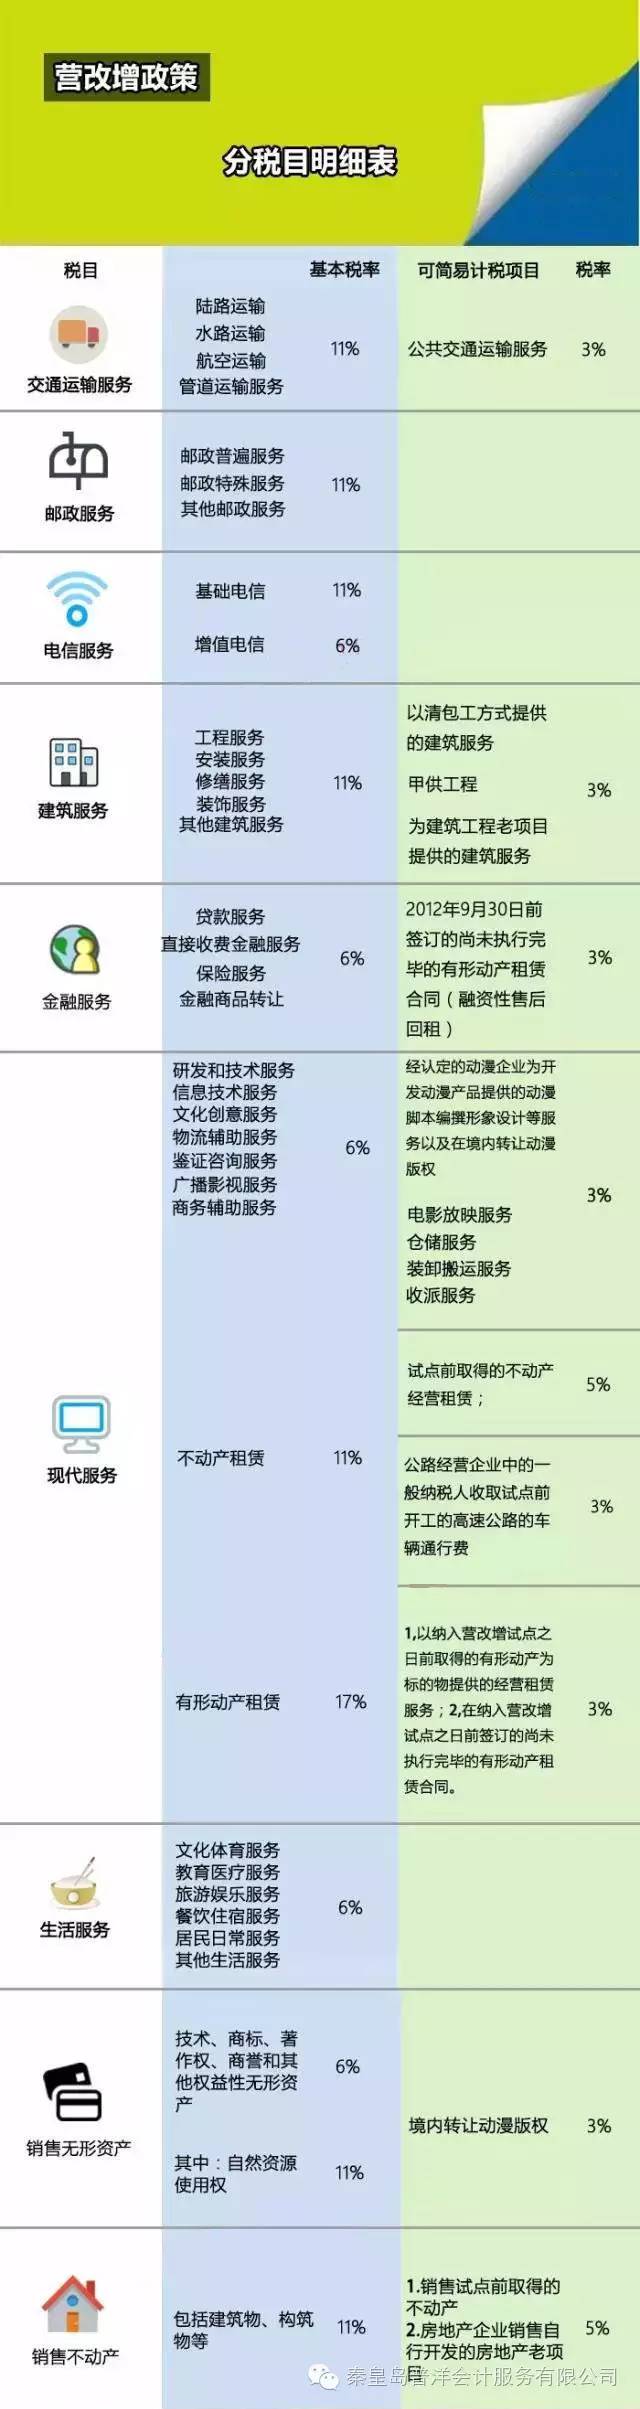 营改增政策
分税目明细表
税目
基本税率
可简易计税项目
税率
交通运输服务
陆路运输
水路运输
航空运输
管道运输服务
11%
公共交通运输服务
3%
邮政服务
邮政普遍服务
邮政特殊服务
其他邮政服务
11%
电信服务
基础电信
11%
增值电信
6%
建筑服务
工程服务
安装服务
修缮服务
装饰服务
其他建筑服务
11%
以清包工方式提供
的建筑服务
甲供工程
为建筑工程老项目
提供的建筑服务
3%
金融服务
贷款服务
直接收费金融服务
保险服务
金融商品转让
6%
2012年9月30日前
签订的尚未执行完
毕的有形动产租赁
合同（融资性售后
回租）
3%
现代服务
研发和技术服务
信息技术服务
文化创意服务
物流辅助服务
鉴证咨询服务
广播影视服务
商务辅助服务
6%
经认定的动漫企业为开
发动漫产品提供的动漫
脚本编撰形象设计等服
务以及在境内转让动漫
版权
电影放映服务
仓储服务
装卸搬运服务
收派服务
3%
不动产租赁
11%
试点前取得的不动产
经营租赁；
5%
公路经营企业中的一
般纳税人收取试点前
开工的高速公路的车
辆通行费
3%
有形动产租赁
17%
1,以纳入营改增试点之
日前取得的有形动产为
标的物提供的经营租赁
服务；2,在纳入营改增
试点之日前签订的尚未
执行完毕的有形动产租
赁合同。
3%
生活服务
文化体育服务
教育医疗服务
旅游娱乐服务
餐饮住宿服务
居民日常服务
其他生活服务
6%
销售无形资产
技术、商标、著
作权、商誉和其
他权益性无形资
产
6%
其中：自然资源
使用权
11%
境内转让动漫版权
3%
销售不动产
包括建筑物、构筑
物等
11%
1.销售试点前取得的
不动产
2.房地产企业销售自
行开发的房地产老项
目
5%
秦皇岛普洋会计服务有限公司